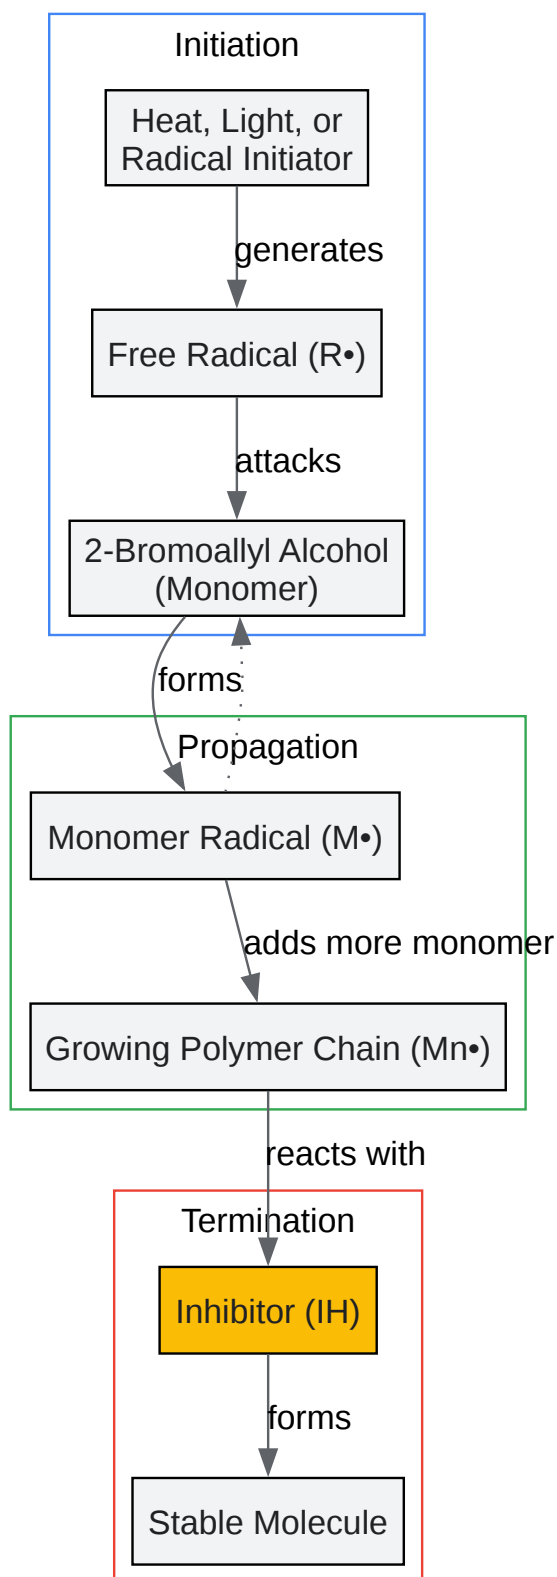 Initiation
Heat, Light, or
Radical Initiator
generates
Free Radical (R•)
attacks
2-Bromoallyl Alcohol
(Monomer)
forms
Propagation
Monomer Radical (M•)
adds more monomer
Growing Polymer Chain (Mn•)
reacts with
Termination
Inhibitor (IH)
forms
Stable Molecule